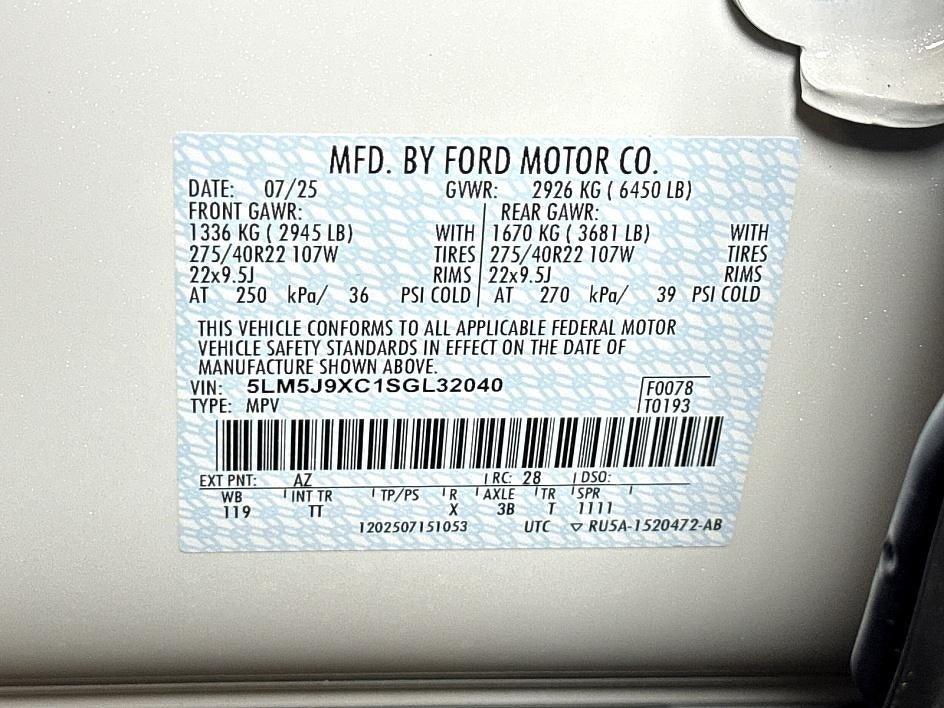 MFD. BY FORD MOTOR CO.
DATE: 07/25 GVWR: 2926 KG ( 6450 LB)
FRONT GAWR: REAR GAWR:
1336 KG ( 2945 LB) WITH 1670 KG ( 3681 LB) WITH
275/40R22 107W TIRES 275/40R22 107W TIRES
22x9.5J RIMS 22x9.5J RIMS
AT 250 kPa/ 36 PSI COLD AT 270 kPa/ 39 PSI COLD
THIS VEHICLE CONFORMS TO ALL APPLICABLE FEDERAL MOTOR
VEHICLE SAFETY STANDARDS IN EFFECT ON THE DATE OF
MANUFACTURE SHOWN ABOVE.
VIN: 5LM5J9XC1SGL32040 F0078
TYPE: MPV T0193
EXT PNT: AZ RC: 28 DSO:
WB INT TR TP/PS R AXLE TR SPR
119 TT X 3B T 1111
1202507151053 UTC ▽ RU5A-1520472-AB